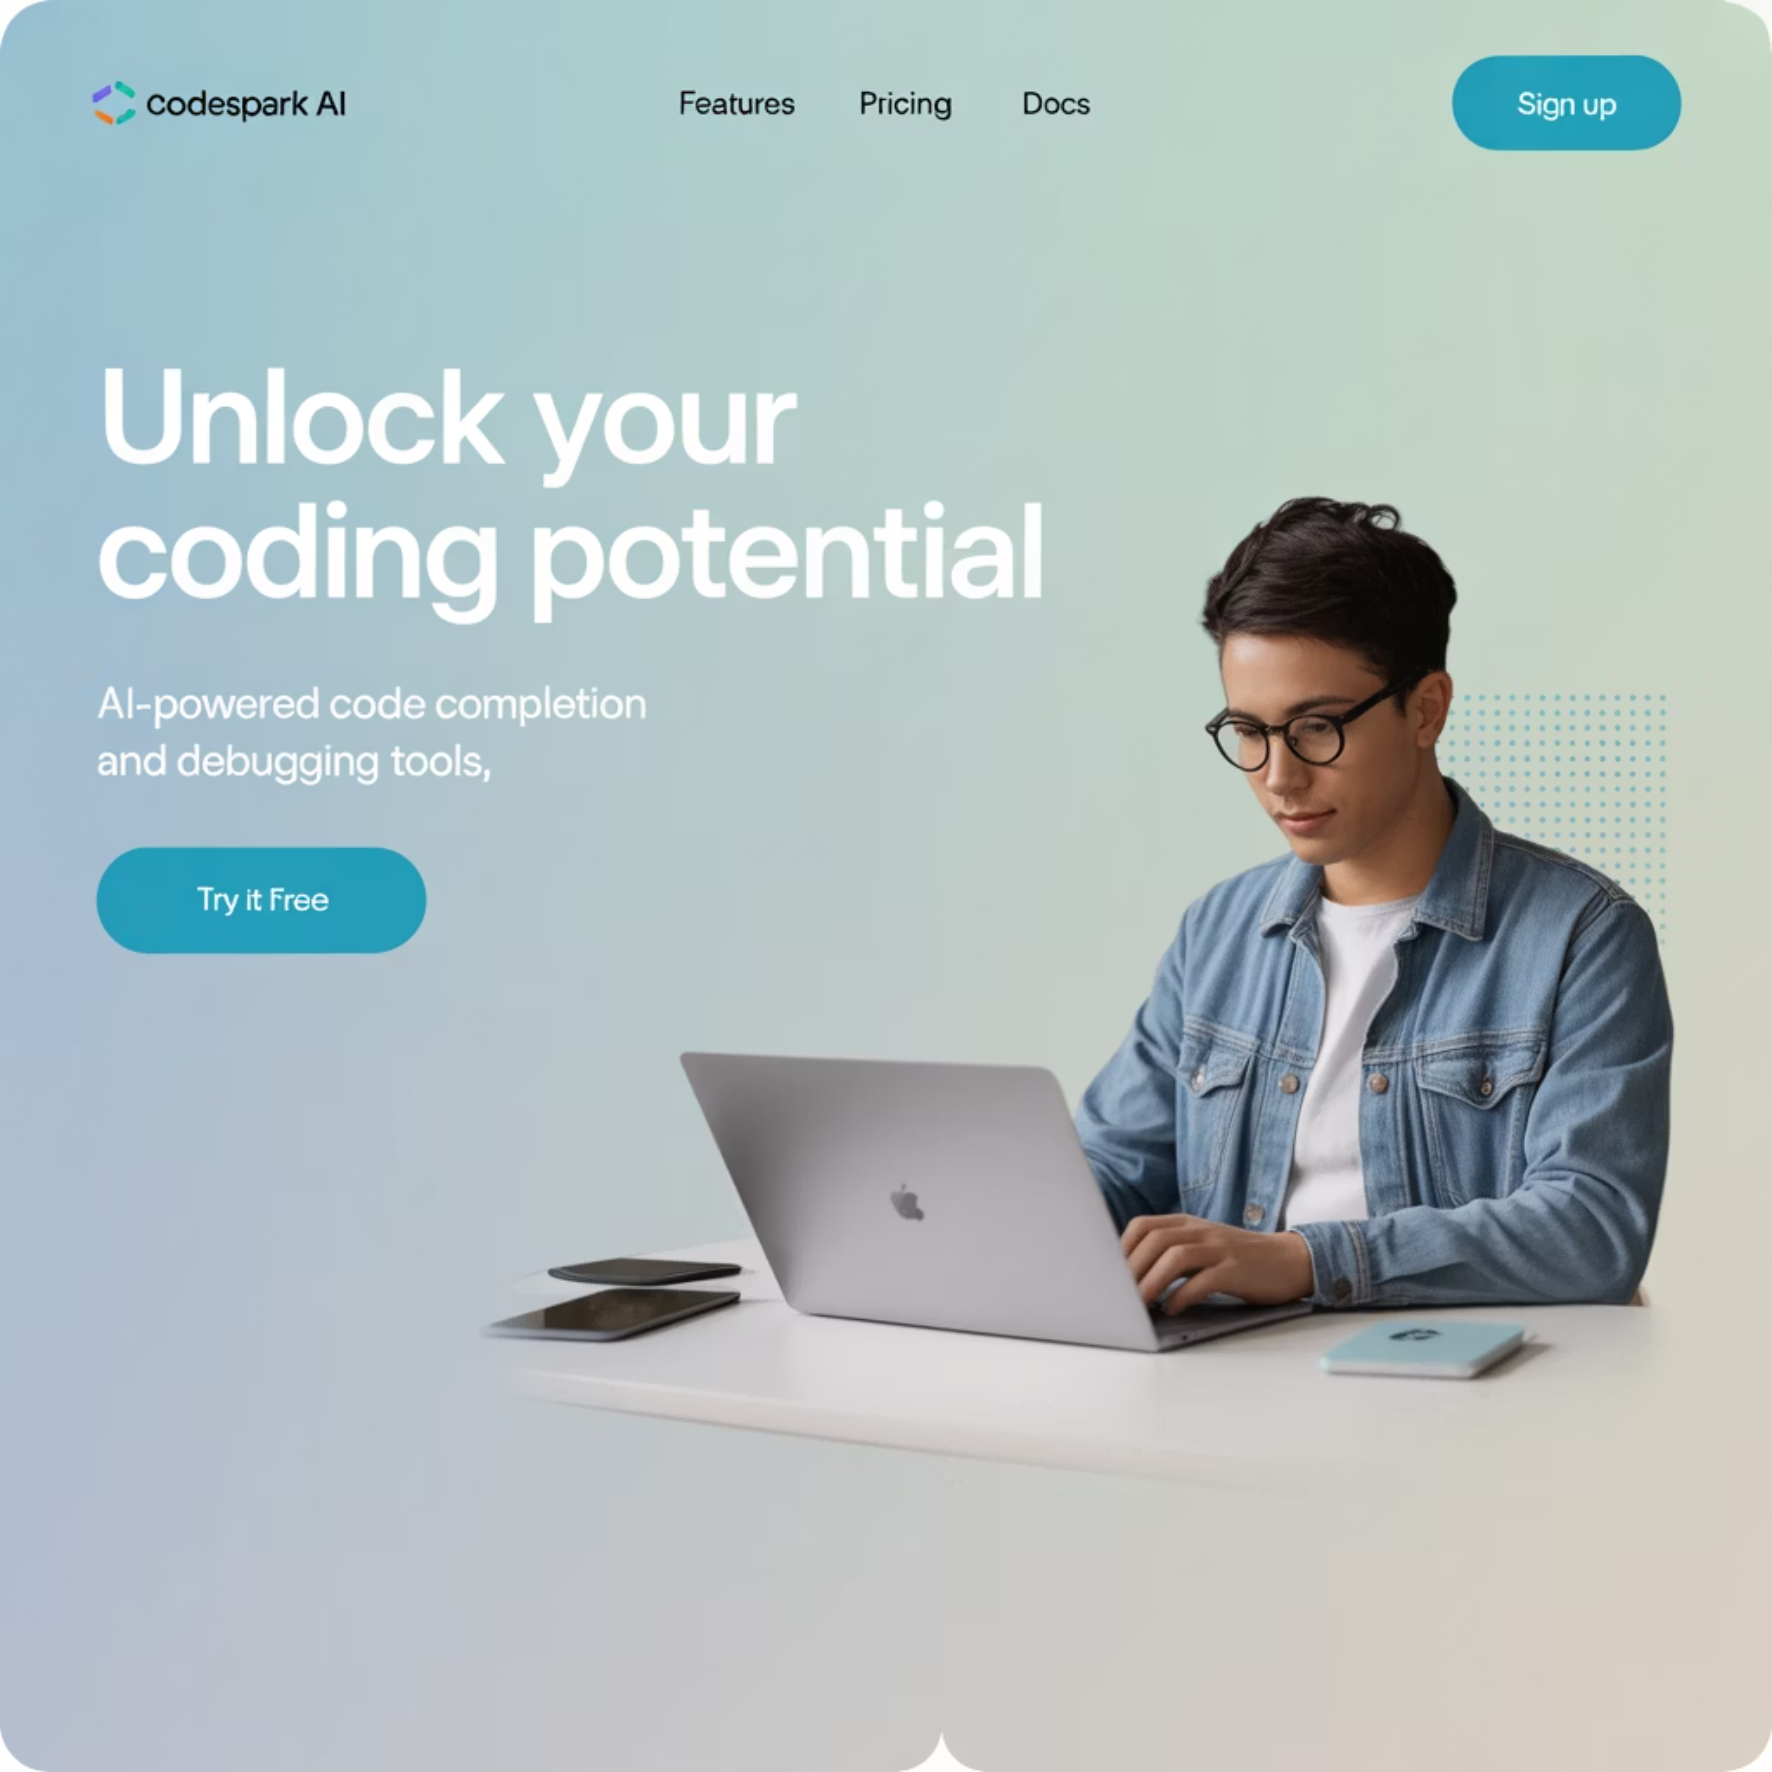 codespark AI
Features Pricing Docs
Sign up
Unlock your
coding potential
AI-powered code completion
and debugging tools,
Try it Free